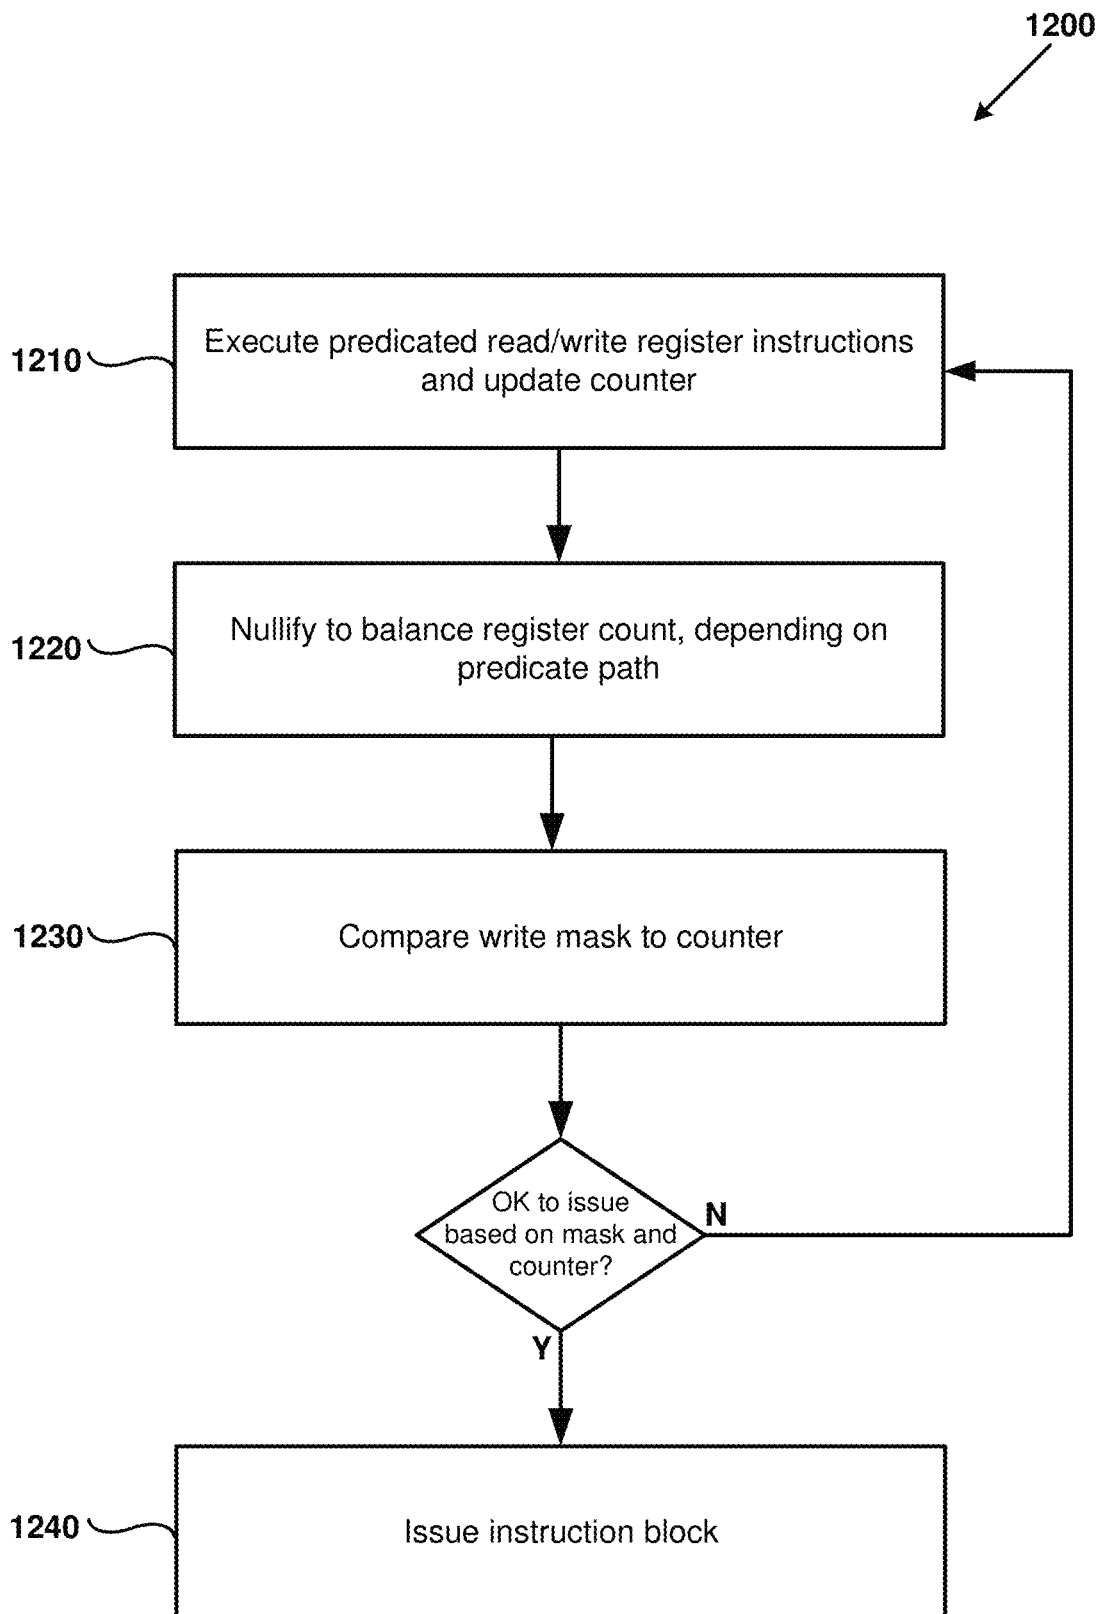 1200
1210
Execute predicated read/write register instructions
and update counter
1220
Nullify to balance register count, depending on
predicate path
1230
Compare write mask to counter
OK to issue
based on mask and
counter?
N
Y
1240
Issue instruction block